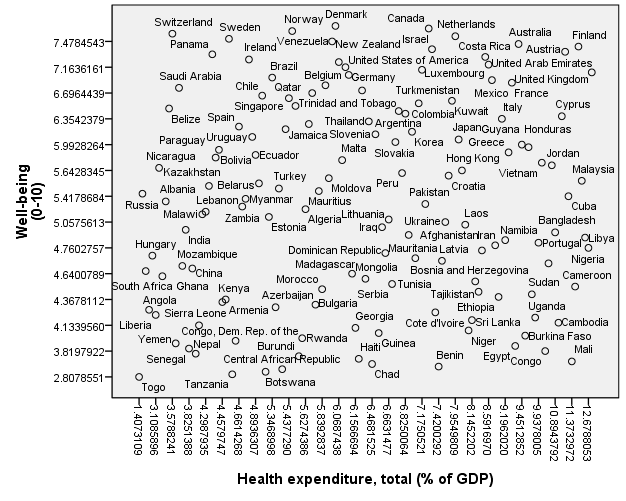 Well-being
(0-10)
7.4784543
7.1636161
6.6964439
6.3542379
5.9928264
5.6428345
5.4178684
5.0575613
4.7602757
4.6400789
4.3678112
4.1339560
3.8197922
2.8078551
Switzerland
Sweden
Norway
Denmark
Canada
Netherlands
Australia
Finland
Panama
Ireland
Venezuela
New Zealand
Israel
Costa Rica
Austria
United States of America
Luxembourg
United Arab Emirates
Saudi Arabia
Brazil
Belgium
Germany
United Kingdom
Chile
Qatar
Turkmenistan
Mexico
France
Singapore
Trinidad and Tobago
Colombia
Kuwait
Italy
Cyprus
Belize
Spain
Thailand
Argentina
Japan
Guyana
Honduras
Paraguay
Uruguay
Jamaica
Slovenia
Korea
Greece
Nicaragua
Bolivia
Ecuador
Malta
Slovakia
Hong Kong
Vietnam
Jordan
Kazakhstan
Turkey
Peru
Croatia
Malaysia
Albania
Belarus
Moldova
Pakistan
Russia
Lebanon
Myanmar
Mauritius
Cuba
Malawi
Zambia
Estonia
Algeria
Lithuania
Ukraine
Laos
India
Iraq
Afghanistan
Iran
Namibia
Bangladesh
Hungary
Mozambique
Dominican Republic
Mauritania
Latvia
Portugal
Libya
China
Madagascar
Mongolia
Bosnia and Herzegovina
Nigeria
South Africa
Ghana
Morocco
Serbia
Tunisia
Tajikistan
Sudan
Cameroon
Angola
Kenya
Azerbaijan
Bulgaria
Ethiopia
Uganda
Liberia
Sierra Leone
Armenia
Georgia
Cote d'Ivoire
Sri Lanka
Cambodia
Yemen
Nepal
Congo, Dem. Rep. of the
Rwanda
Guinea
Niger
Burkina Faso
Senegal
Burundi
Haiti
Benin
Egypt
Congo
Mali
Central African Republic
Togo
Tanzania
Botswana
Chad
1.4073109
3.1085896
3.5788241
3.8251388
4.2987935
4.4579747
4.6614268
4.8936307
5.3468998
5.4377290
5.6274386
5.8392837
6.0687438
6.1566694
6.4681525
6.6631477
6.8250064
7.1750521
7.4200292
7.9549809
8.1452202
8.5916970
9.1962020
9.4512852
9.9378005
10.8943792
11.3732972
12.6788053
Health expenditure, total (% of GDP)